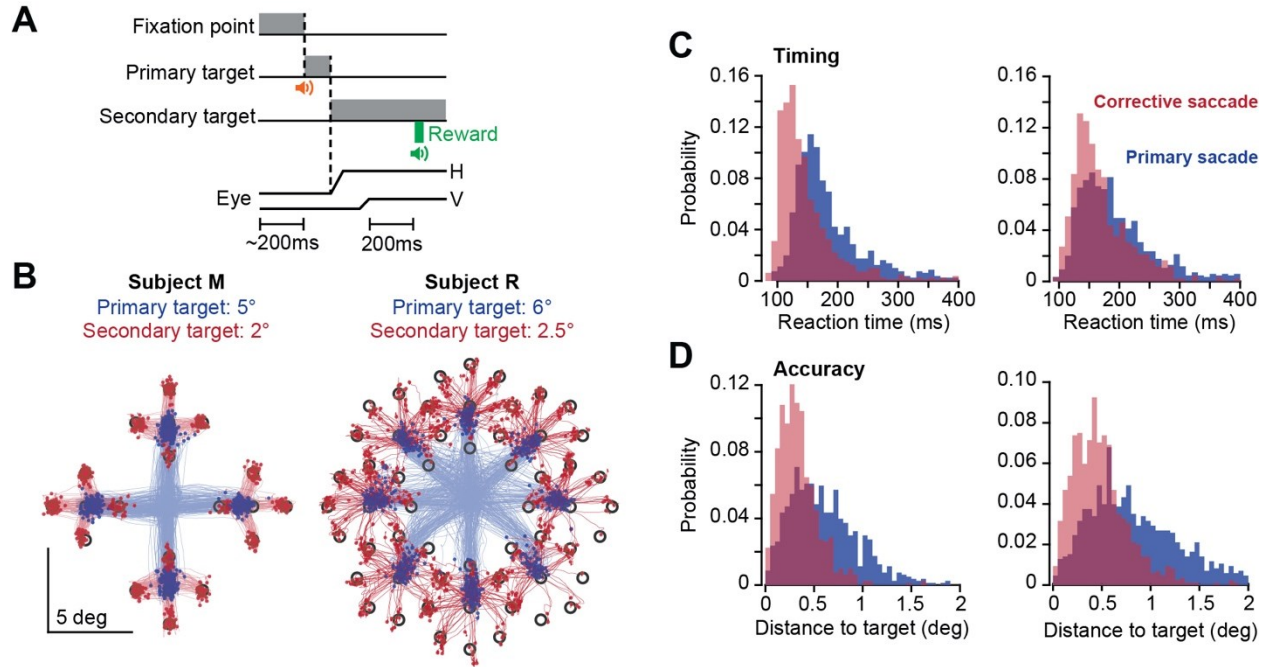 A
Fixation point
Primary target
Secondary target
Reward
Eye
H
V
~200ms
200ms
B
Subject M
Primary target: 5°
Secondary target: 2°
5 deg
Subject R
Primary target: 6°
Secondary target: 2.5°
C
Timing
Probability
0.16
0.12
0.08
0.04
0
100 200 300 400
Reaction time (ms)
Corrective saccade
Primary sacade
0.16
0.12
0.08
0.04
0
100 200 300 400
Reaction time (ms)
D
Accuracy
Probability
0.12
0.08
0.04
0
0 0.5 1 1.5 2
Distance to target (deg)
0.10
0.08
0.06
0.04
0.02
0
0 0.5 1 1.5 2
Distance to target (deg)